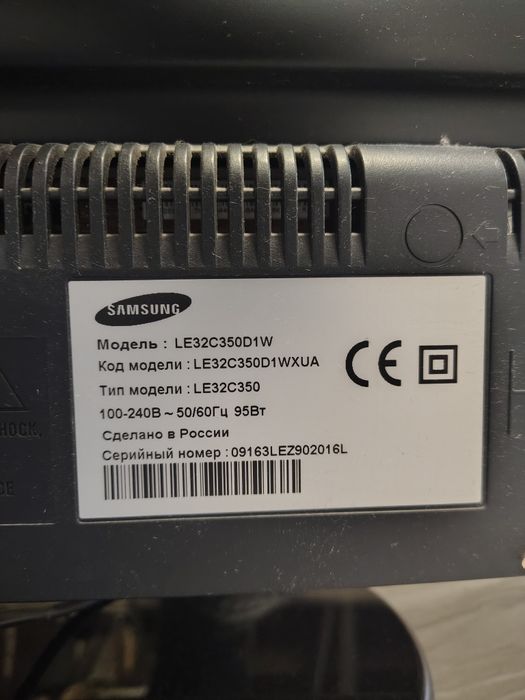 SAMSUNG
Модель : LE32C350D1W
Код модели : LE32C350D1WXUA
Тип модели : LE32C350
100-240В ~ 50/60Гц 95Вт
Сделано в России
Серийный номер : 09163LEZ902016L
CE
HOCK.